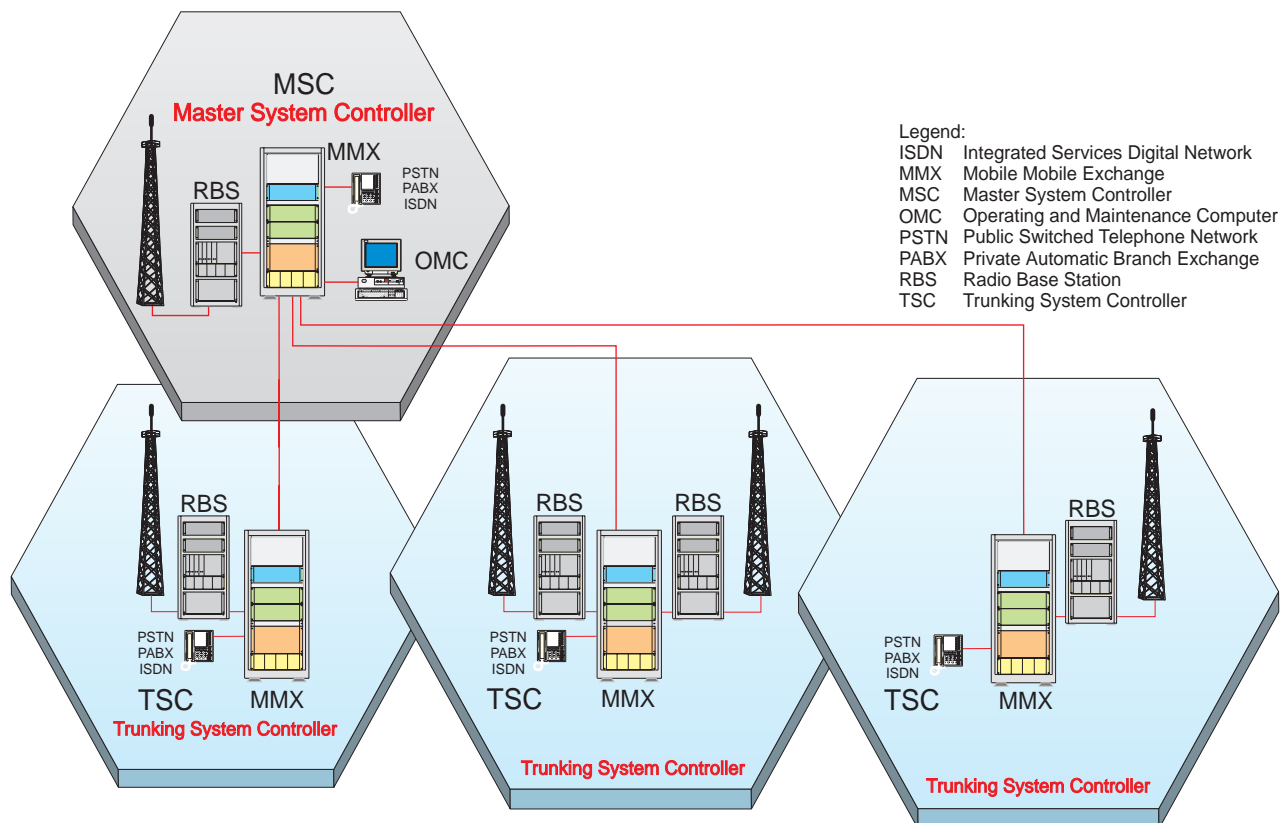 MSC
Master System Controller
MMX
PSTN
PABX
ISDN
RBS
OMC
Legend:
ISDN Integrated Services Digital Network
MMX Mobile Mobile Exchange
MSC Master System Controller
OMC Operating and Maintenance Computer
PSTN Public Switched Telephone Network
PABX Private Automatic Branch Exchange
RBS Radio Base Station
TSC Trunking System Controller
RBS
PSTN
PABX
ISDN
TSC
MMX
Trunking System Controller
RBS
RBS
PSTN
PABX
ISDN
TSC
MMX
Trunking System Controller
RBS
PSTN
PABX
ISDN
TSC
MMX
Trunking System Controller